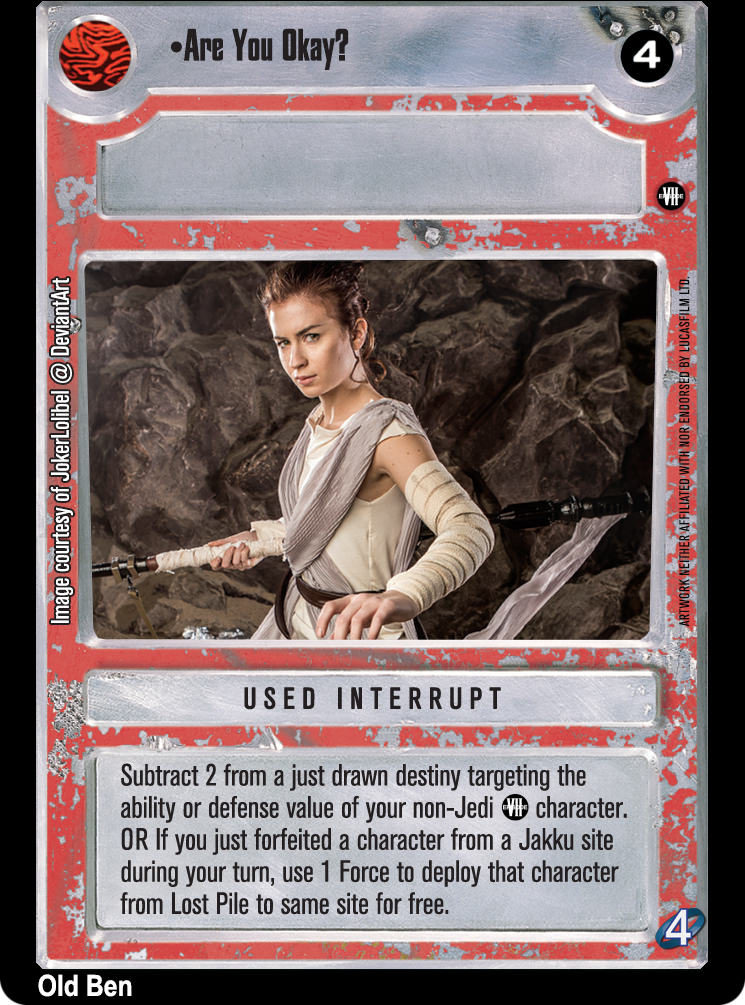 •Are You Okay?
4
EPISODE VII
Image courtesy of JokerLolibel @ DeviantArt
ARTWORK NEITHER AFFILIATED WITH NOR ENDORSED BY LUCASFILM LTD.
USED INTERRUPT
Subtract 2 from a just drawn destiny targeting the
ability or defense value of your non-Jedi EPISODE VII character.
OR If you just forfeited a character from a Jakku site
during your turn, use 1 Force to deploy that character
from Lost Pile to same site for free.
4
Old Ben